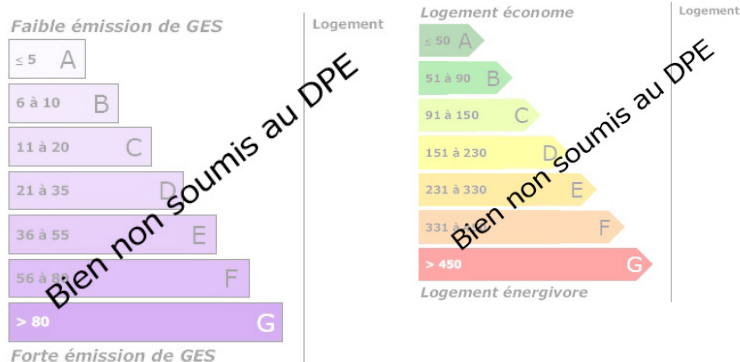 Faible émission de GES
Logement
≤ 5 A
6 à 10 B
11 à 20 C
21 à 35 D
36 à 55 E
56 à 80 F
> 80 G
Forte émission de GES
Bien non soumis au DPE
Logement économe
Logement
≤ 50 A
51 à 90 B
91 à 150 C
151 à 230 D
231 à 330 E
331 à F
> 450 G
Logement énergivore
Bien non soumis au DPE